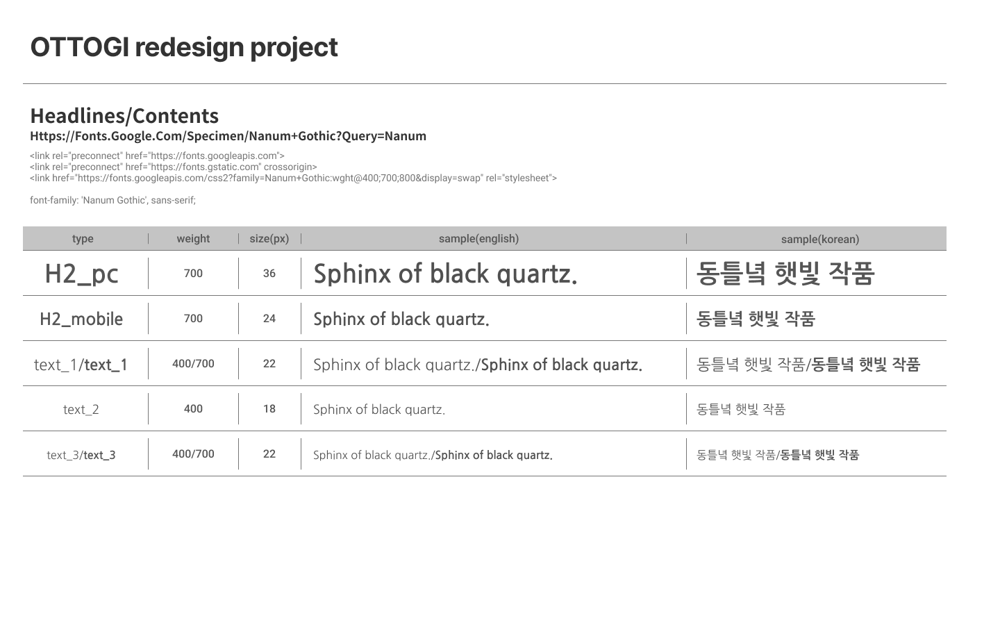 OTTOGI redesign project
Headlines/Contents
Https://Fonts.Google.Com/Specimen/Nanum+Gothic?Query=Nanum
<link rel="preconnect" href="https://fonts.googleapis.com">
<link rel="preconnect" href="https://fonts.gstatic.com" crossorigin>
<link href="https://fonts.googleapis.com/css2?family=Nanum+Gothic:wght@400;700;800&display=swap" rel="stylesheet">
font-family: 'Nanum Gothic', sans-serif;
type weight size(px) sample(english) sample(korean)
H2_pc 700 36 Sphinx of black quartz. 동틀녘 햇빛 작품
H2_mobile 700 24 Sphinx of black quartz. 동틀녘 햇빛 작품
text_1/text_1 400/700 22 Sphinx of black quartz./Sphinx of black quartz. 동틀녘 햇빛 작품/동틀녘 햇빛 작품
text_2 400 18 Sphinx of black quartz. 동틀녘 햇빛 작품
text_3/text_3 400/700 22 Sphinx of black quartz./Sphinx of black quartz. 동틀녘 햇빛 작품/동틀녘 햇빛 작품